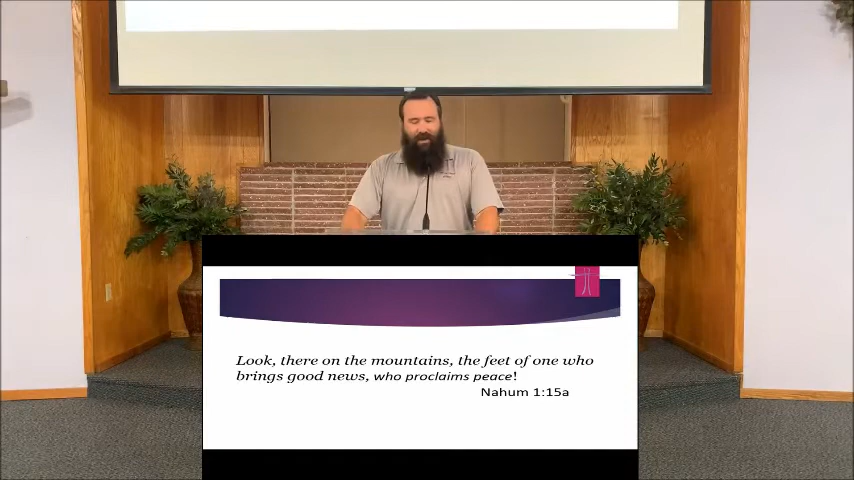 Look, there on the mountains, the feet of one who
brings good news, who proclaims peace!
Nahum 1:15a